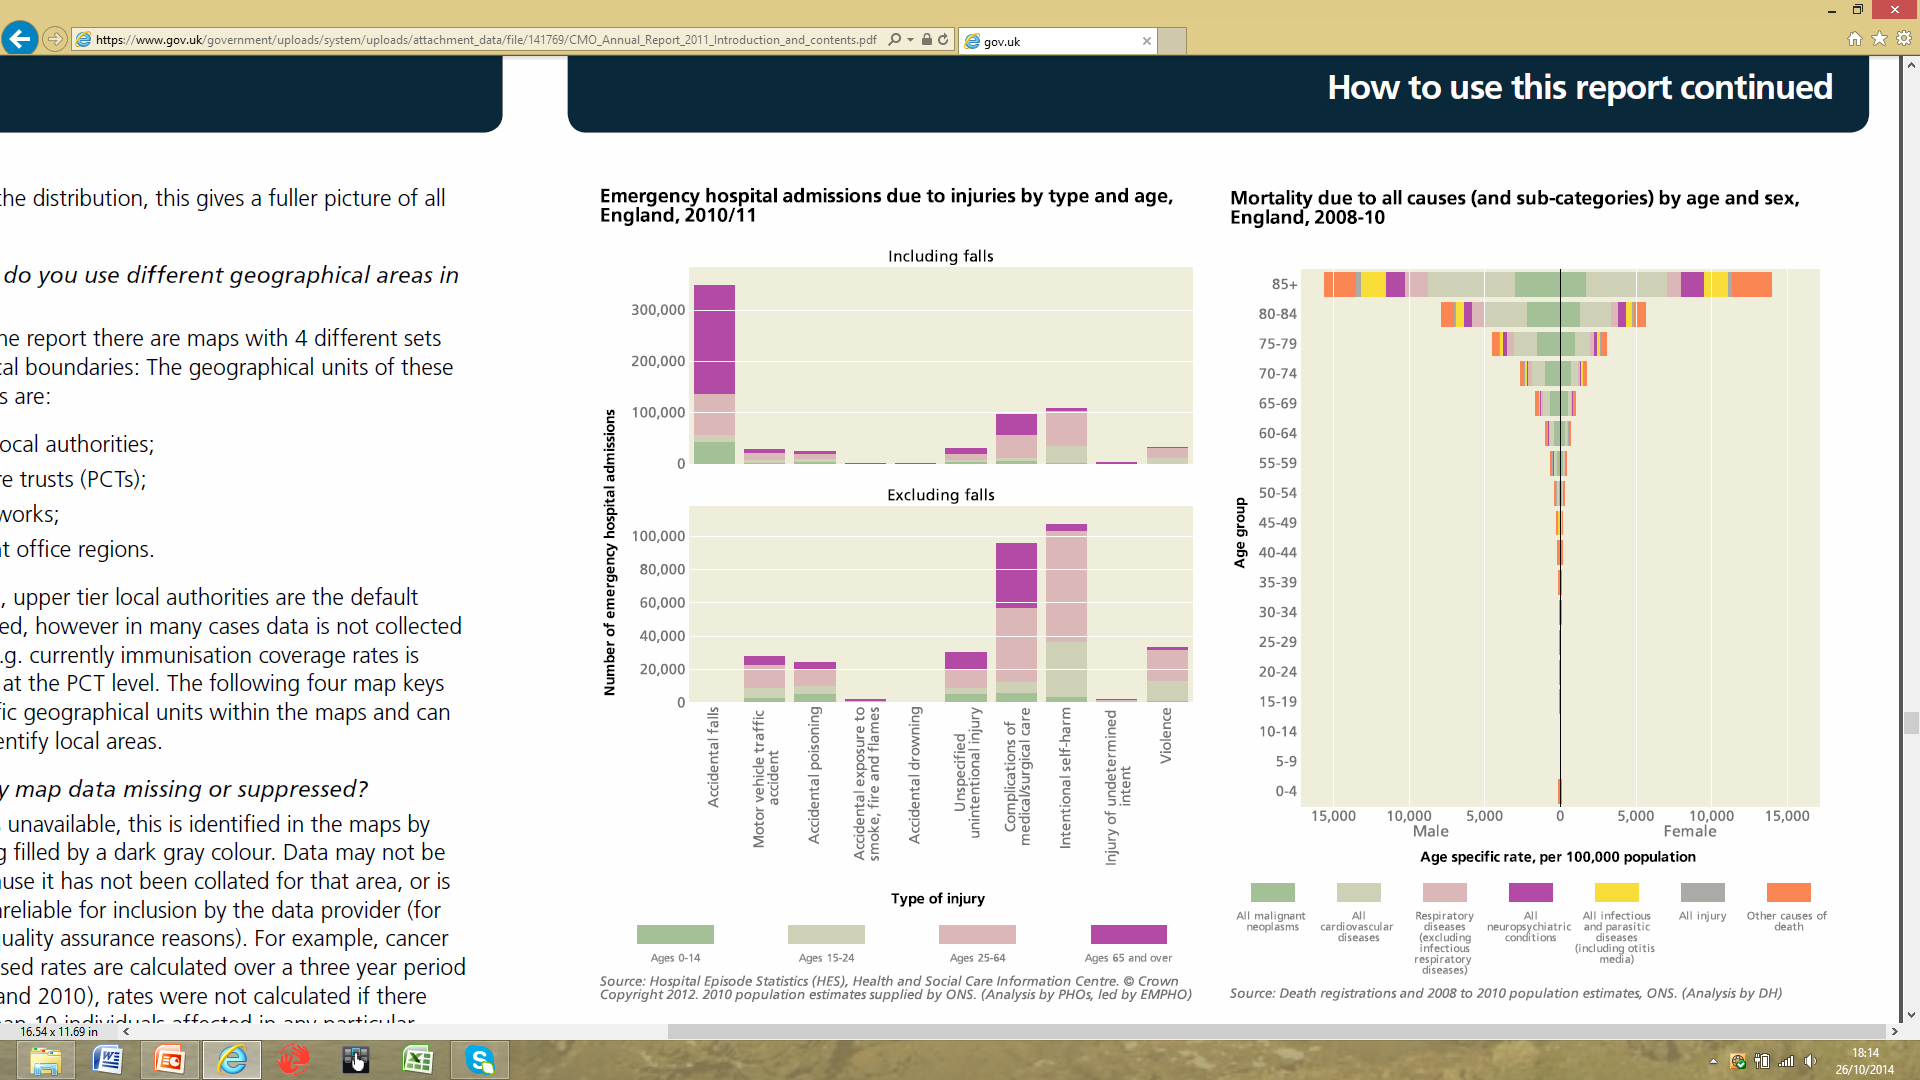 https://www.gov.uk/government/uploads/system/uploads/attachment_data/file/141769/CMO_Annual_Report_2011_Introduction_and_contents.pdf
gov.uk
How to use this report continued
the distribution, this gives a fuller picture of all
do you use different geographical areas in
the report there are maps with 4 different sets
cal boundaries: The geographical units of these
s are:
ocal authorities;
re trusts (PCTs);
works;
nt office regions.
, upper tier local authorities are the default
ed, however in many cases data is not collected
.g. currently immunisation coverage rates is
at the PCT level. The following four map keys
fic geographical units within the maps and can
entify local areas.
y map data missing or suppressed?
s unavailable, this is identified in the maps by
g filled by a dark gray colour. Data may not be
ause it has not been collated for that area, or is
nreliable for inclusion by the data provider (for
quality assurance reasons). For example, cancer
sed rates are calculated over a three year period
and 2010), rates were not calculated if there
han 10 individuals affected in any particular
Emergency hospital admissions due to injuries by type and age,
England, 2010/11
Including falls
300,000
200,000
100,000
0
Excluding falls
100,000
80,000
60,000
40,000
20,000
0
Number of emergency hospital admissions
Accidental falls
Motor vehicle traffic
accident
Accidental poisoning
Accidental exposure to
smoke, fire and flames
Accidental drowning
Unspecified
unintentional injury
Complications of
medical/surgical care
Intentional self-harm
Injury of undetermined
intent
Violence
Type of injury
Ages 0-14
Ages 15-24
Ages 25-64
Ages 65 and over
Source: Hospital Episode Statistics (HES), Health and Social Care Information Centre. © Crown
Copyright 2012. 2010 population estimates supplied by ONS. (Analysis by PHOs, led by EMPHO)
Mortality due to all causes (and sub-categories) by age and sex,
England, 2008-10
Age group
85+
80-84
75-79
70-74
65-69
60-64
55-59
50-54
45-49
40-44
35-39
30-34
25-29
20-24
15-19
10-14
5-9
0-4
15,000 10,000 5,000 0 5,000 10,000 15,000
Male Female
Age specific rate, per 100,000 population
All malignant
neoplasms
All
cardiovascular
diseases
Respiratory
diseases
(excluding
infectious
respiratory
diseases)
All
neuropsychiatric
conditions
All infectious
and parasitic
diseases
(including otitis
media)
All injury
Other causes of
death
Source: Death registrations and 2008 to 2010 population estimates, ONS. (Analysis by DH)
16.54 x 11.69 in
18:14
26/10/2014